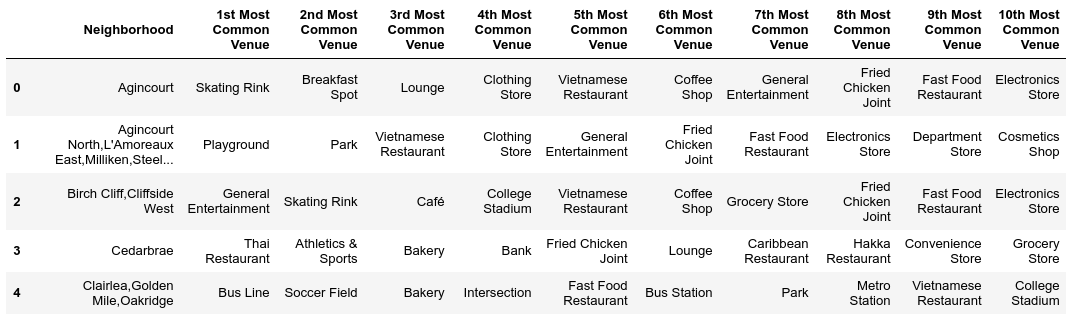 Neighborhood 1st Most Common Venue 2nd Most Common Venue 3rd Most Common Venue 4th Most Common Venue 5th Most Common Venue 6th Most Common Venue 7th Most Common Venue 8th Most Common Venue 9th Most Common Venue 10th Most Common Venue
0 Agincourt Skating Rink Breakfast Spot Lounge Clothing Store Vietnamese Restaurant Coffee Shop General Entertainment Fried Chicken Joint Fast Food Restaurant Electronics Store
1 Agincourt North,L'Amoreaux East,Milliken,Steel... Playground Park Vietnamese Restaurant Clothing Store General Entertainment Fried Chicken Joint Fast Food Restaurant Electronics Store Department Store Cosmetics Shop
2 Birch Cliff,Cliffside West General Entertainment Skating Rink Café College Stadium Vietnamese Restaurant Coffee Shop Grocery Store Fried Chicken Joint Fast Food Restaurant Electronics Store
3 Cedarbrae Thai Restaurant Athletics & Sports Bakery Bank Fried Chicken Joint Lounge Caribbean Restaurant Hakka Restaurant Convenience Store Grocery Store
4 Clairlea,Golden Mile,Oakridge Bus Line Soccer Field Bakery Intersection Fast Food Restaurant Bus Station Park Metro Station Vietnamese Restaurant College Stadium